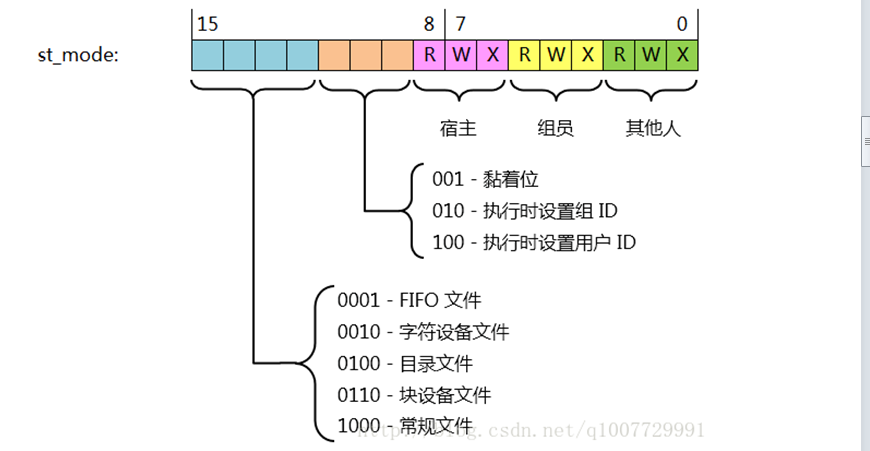 15 8 7 0
st_mode: R W X R W X R W X
宿主 组员 其他人
001 - 黏着位
010 - 执行时设置组 ID
100 - 执行时设置用户 ID
0001 - FIFO 文件
0010 - 字符设备文件
0100 - 目录文件
0110 - 块设备文件
1000 - 常规文件
http://blog.csdn.net/q1007729991